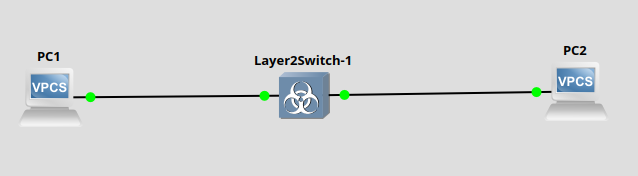 PC1
Layer2Switch-1
PC2
VPCS
VPCS